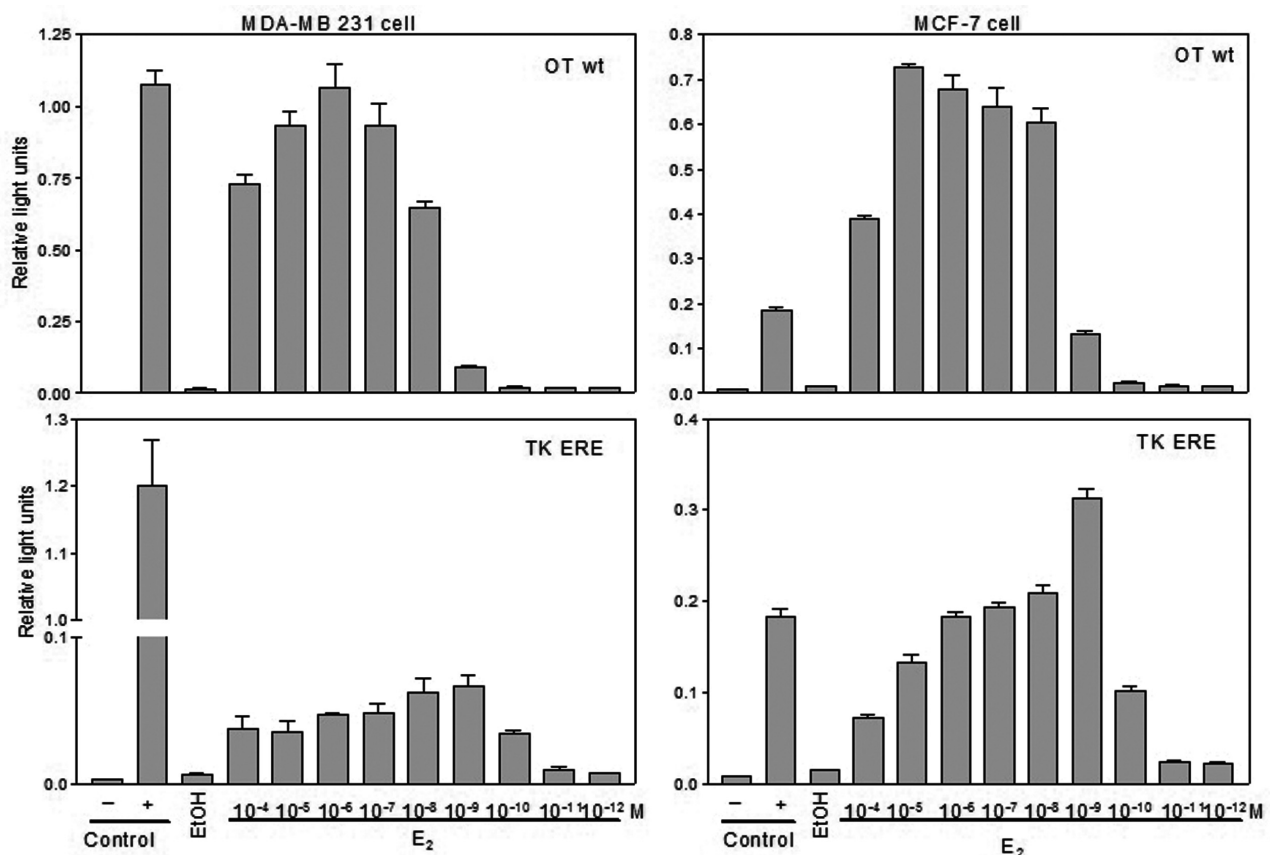 MDA-MB 231 cell
MCF-7 cell
OT wt
OT wt
Relative light units
1.25
1.00
0.75
0.50
0.25
0.00
0.8
0.7
0.6
0.5
0.4
0.3
0.2
0.1
0.0
TK ERE
TK ERE
Relative light units
1.3
1.2
1.1
1.0
0.1
0.0
0.4
0.3
0.2
0.1
0.0
− + EtOH 10⁻⁴ 10⁻⁵ 10⁻⁶ 10⁻⁷ 10⁻⁸ 10⁻⁹ 10⁻¹⁰ 10⁻¹¹ 10⁻¹² M
Control E₂
− + EtOH 10⁻⁴ 10⁻⁵ 10⁻⁶ 10⁻⁷ 10⁻⁸ 10⁻⁹ 10⁻¹⁰ 10⁻¹¹ 10⁻¹² M
Control E₂